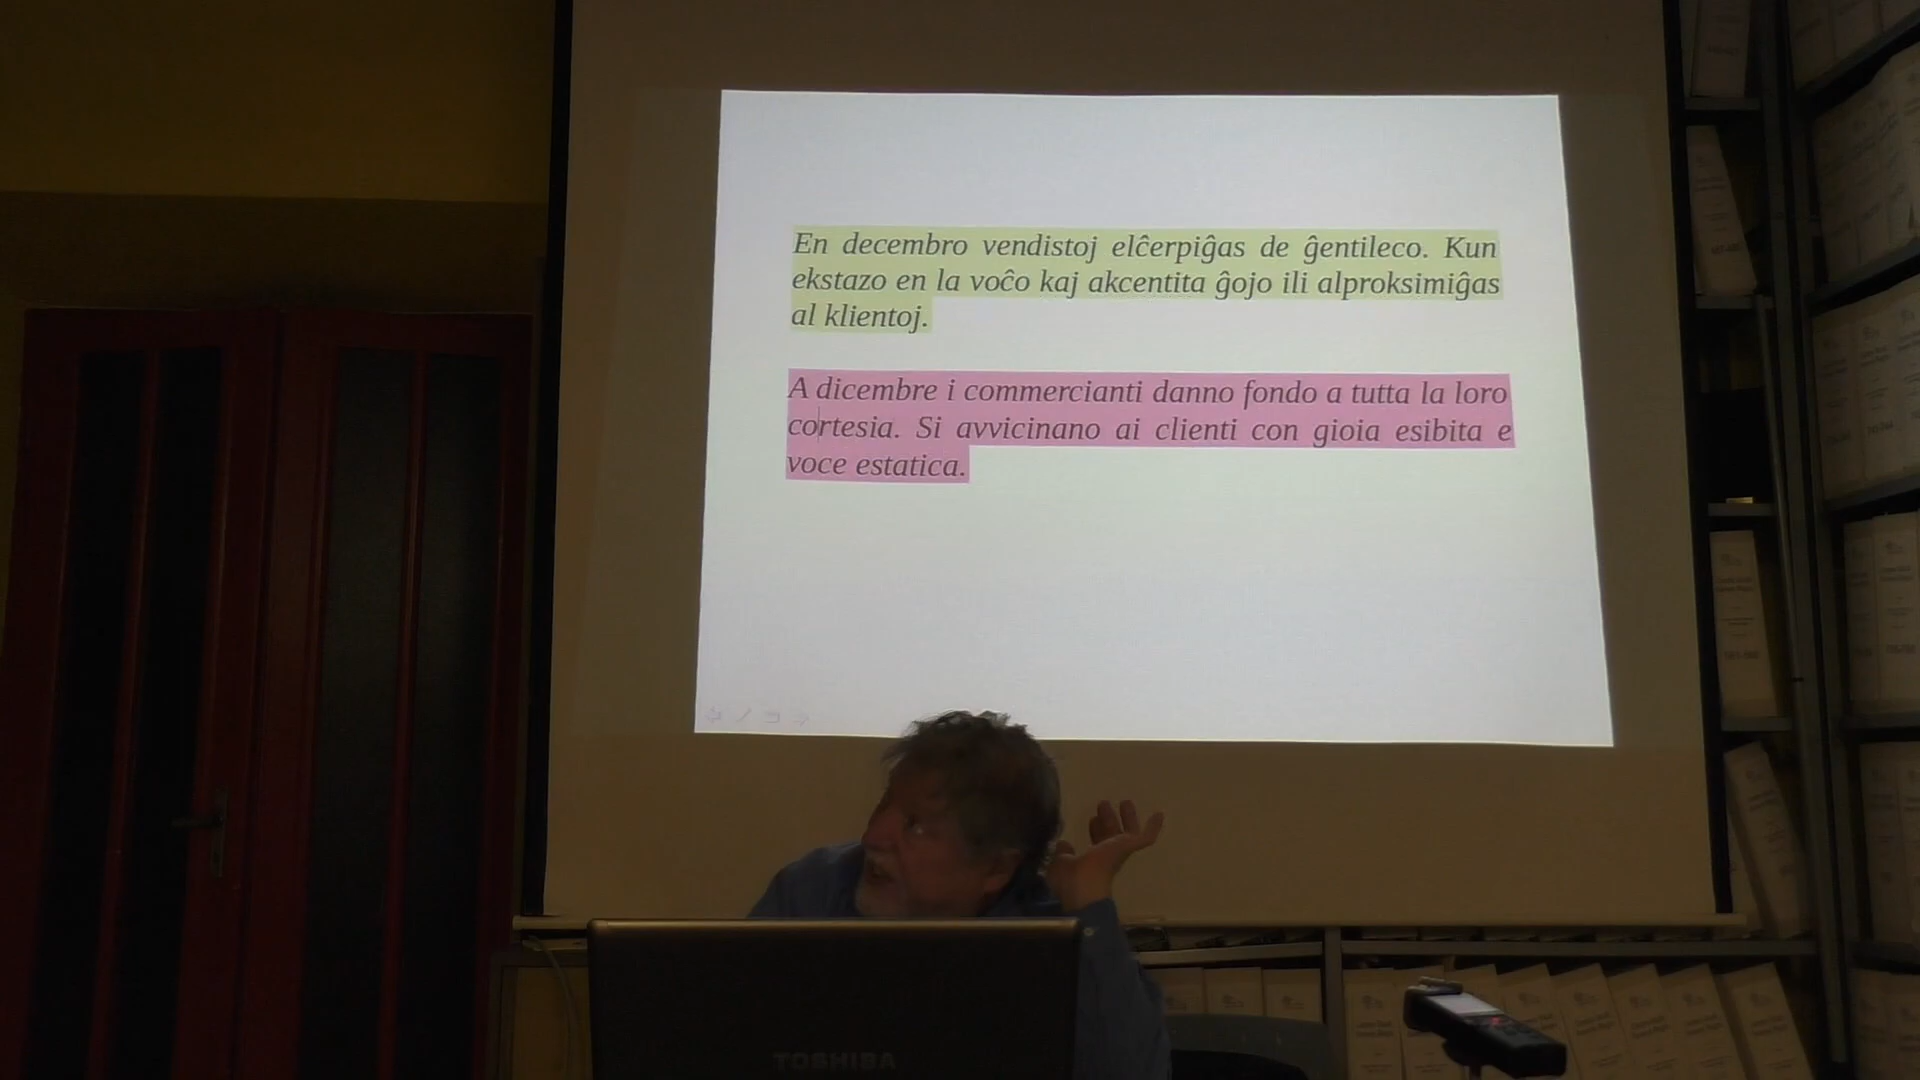 En decembro vendistoj elĉerpiĝas de ĝentileco. Kun
ekstazo en la voĉo kaj akcentita ĝojo ili alproksimiĝas
al klientoj.
A dicembre i commercianti danno fondo a tutta la loro
cortesia. Si avvicinano ai clienti con gioia esibita e
voce estatica.
TOSHIBA